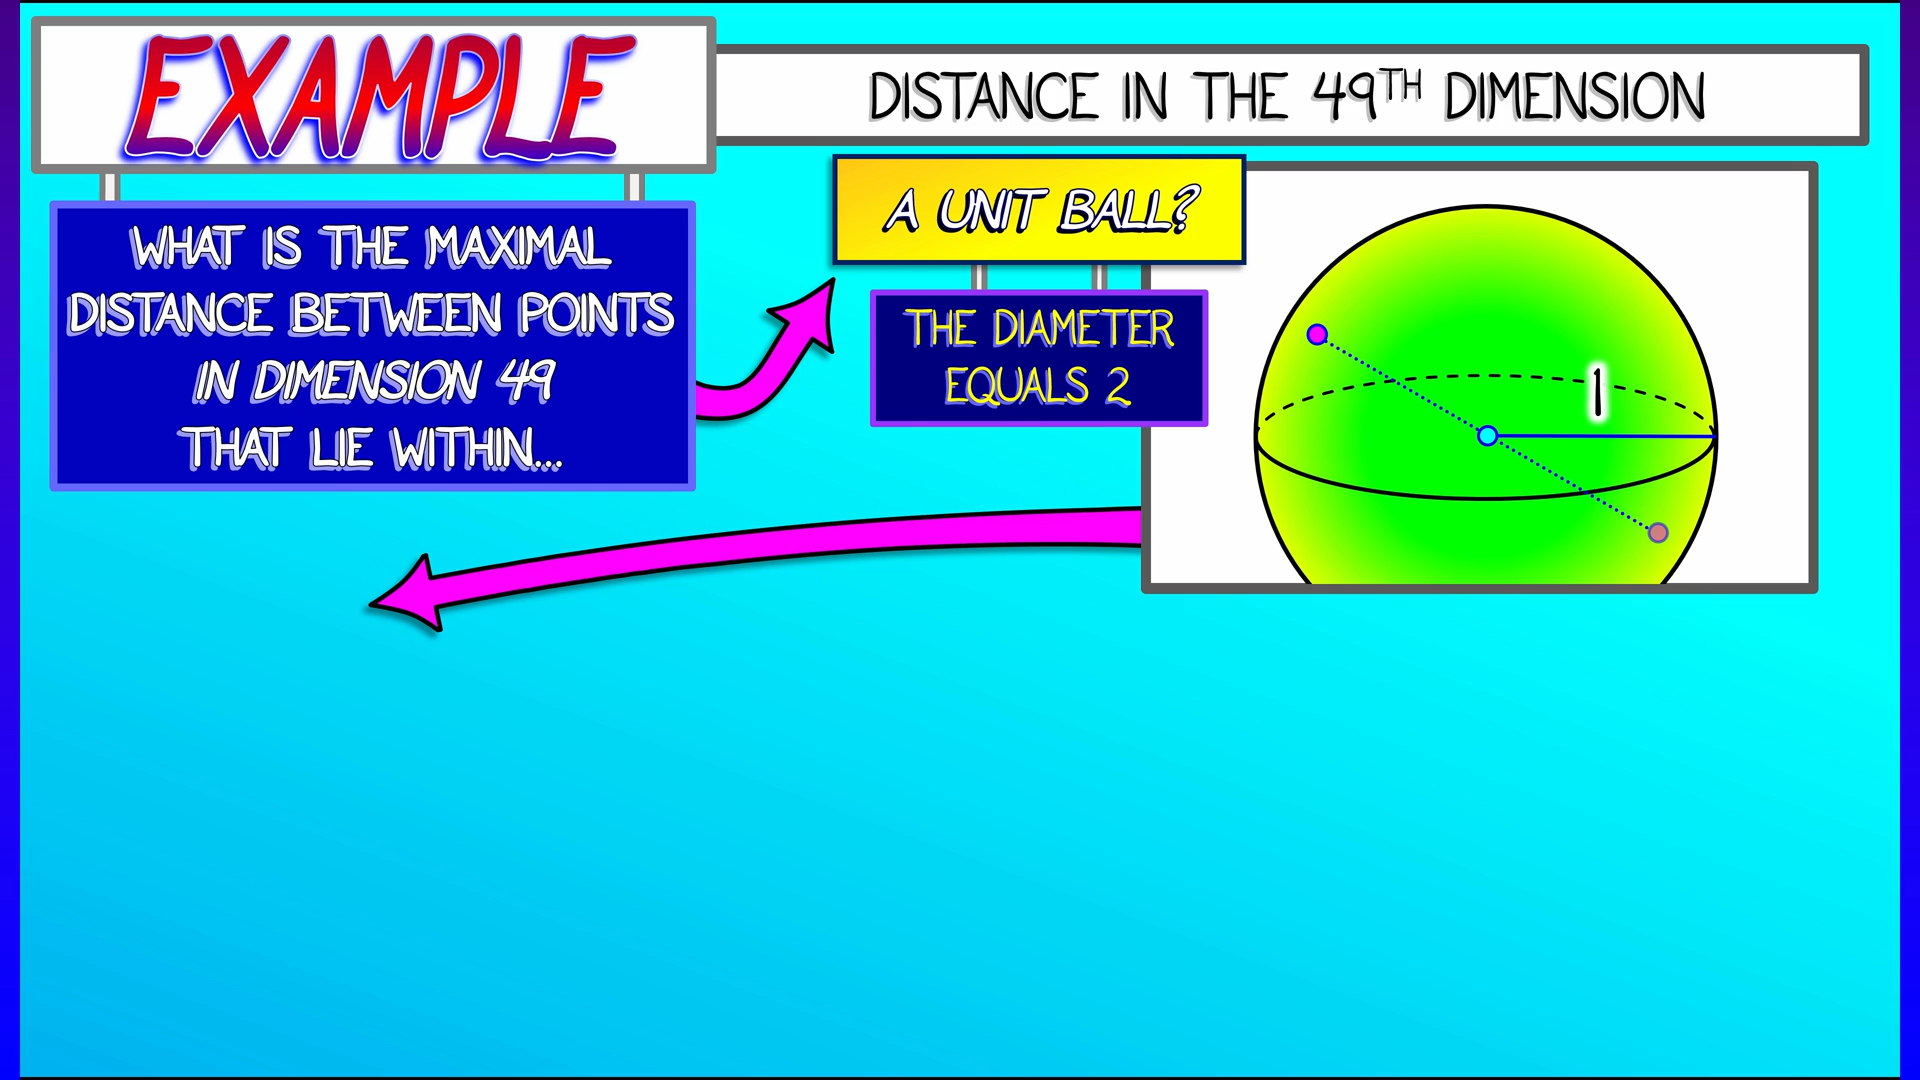 EXAMPLE
DISTANCE IN THE 49TH DIMENSION
WHAT IS THE MAXIMAL
DISTANCE BETWEEN POINTS
IN DIMENSION 49
THAT LIE WITHIN...
A UNIT BALL?
THE DIAMETER
EQUALS 2
1